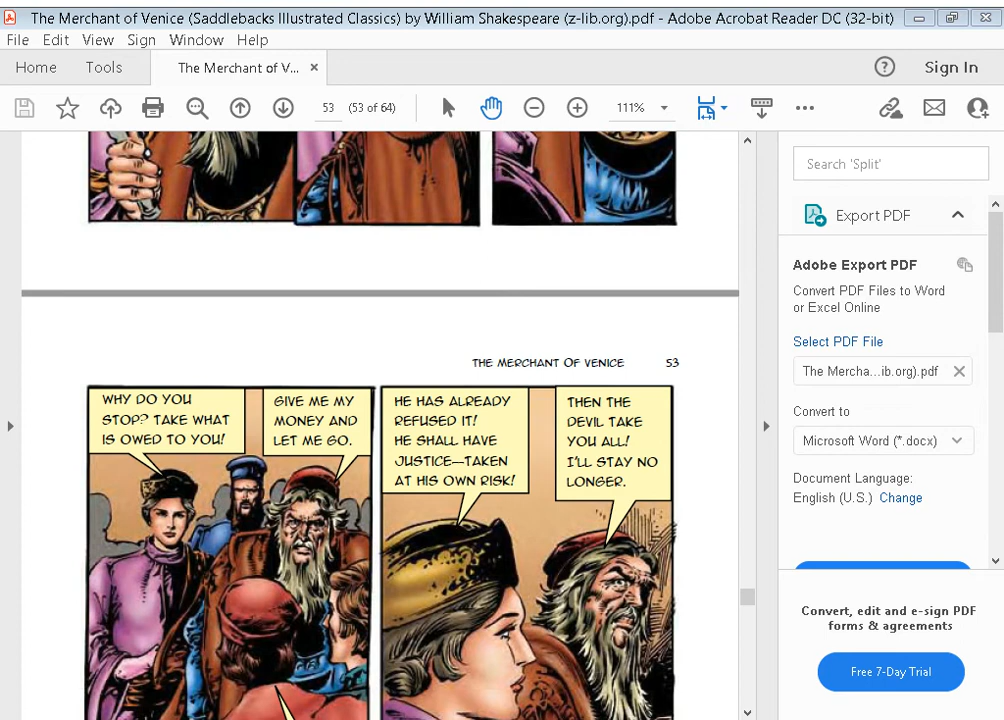 The Merchant of Venice (Saddlebacks Illustrated Classics) by William Shakespeare (z-lib.org).pdf - Adobe Acrobat Reader DC (32-bit)
File Edit View Sign Window Help
Home Tools The Merchant of V... × Sign In
53 (53 of 64) 111%
Search 'Split'
Export PDF
Adobe Export PDF
Convert PDF Files to Word
or Excel Online
Select PDF File
The Mercha...ib.org).pdf
Convert to
Microsoft Word (*.docx)
Document Language:
English (U.S.) Change
Convert, edit and e-sign PDF
forms & agreements
Free 7-Day Trial
THE MERCHANT OF VENICE 53
WHY DO YOU
STOP? TAKE WHAT
IS OWED TO YOU!
GIVE ME MY
MONEY AND
LET ME GO.
HE HAS ALREADY
REFUSED IT!
HE SHALL HAVE
JUSTICE—TAKEN
AT HIS OWN RISK!
THEN THE
DEVIL TAKE
YOU ALL!
I'LL STAY NO
LONGER.